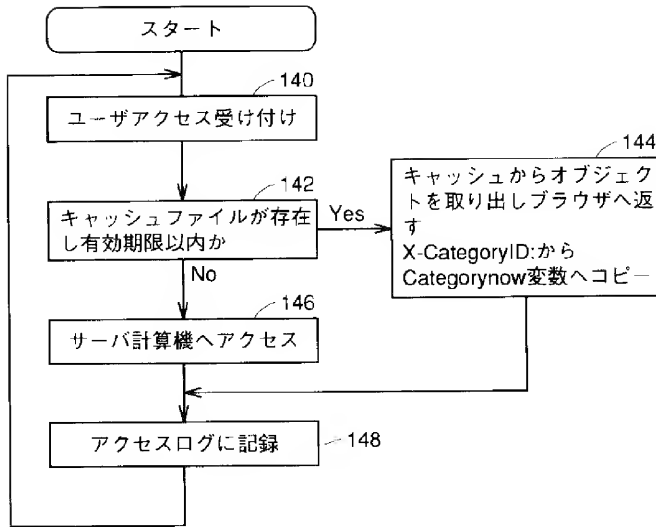 スタート
140
ユーザアクセス受け付け
142
キャッシュファイルが存在
し有効期限以内か
Yes
No
144
キャッシュからオブジェク
トを取り出しブラウザへ返
す
X-CategoryID:から
Categorynow変数へコピー
146
サーバ計算機へアクセス
アクセスログに記録
148